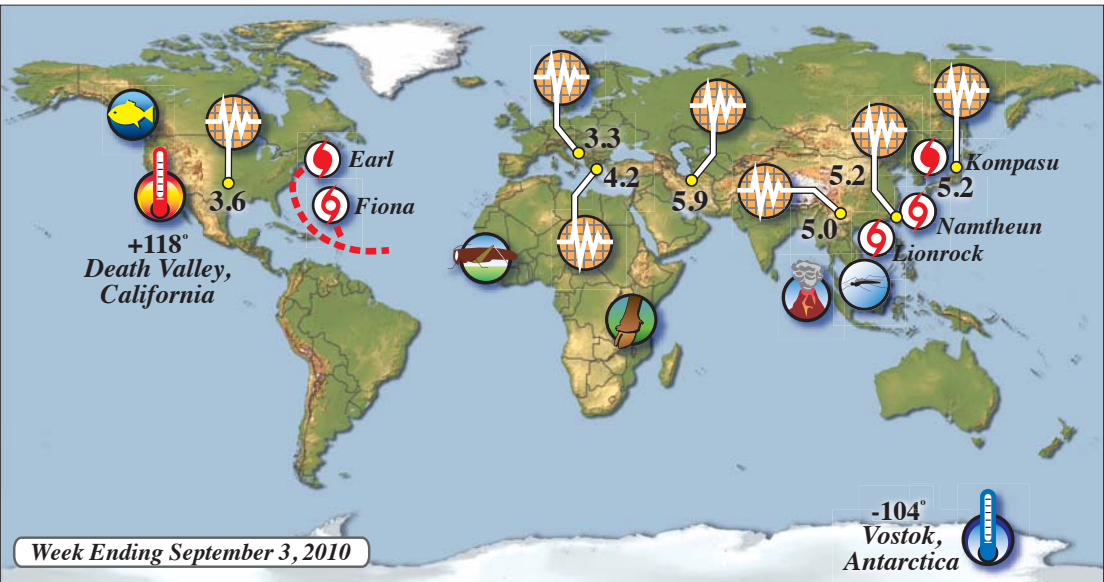 3.3
4.2
5.9
5.2
5.0
5.2
Kompasu
Namtheun
Lionrock
Earl
Fiona
3.6
+118°
Death Valley,
California
-104°
Vostok,
Antarctica
Week Ending September 3, 2010